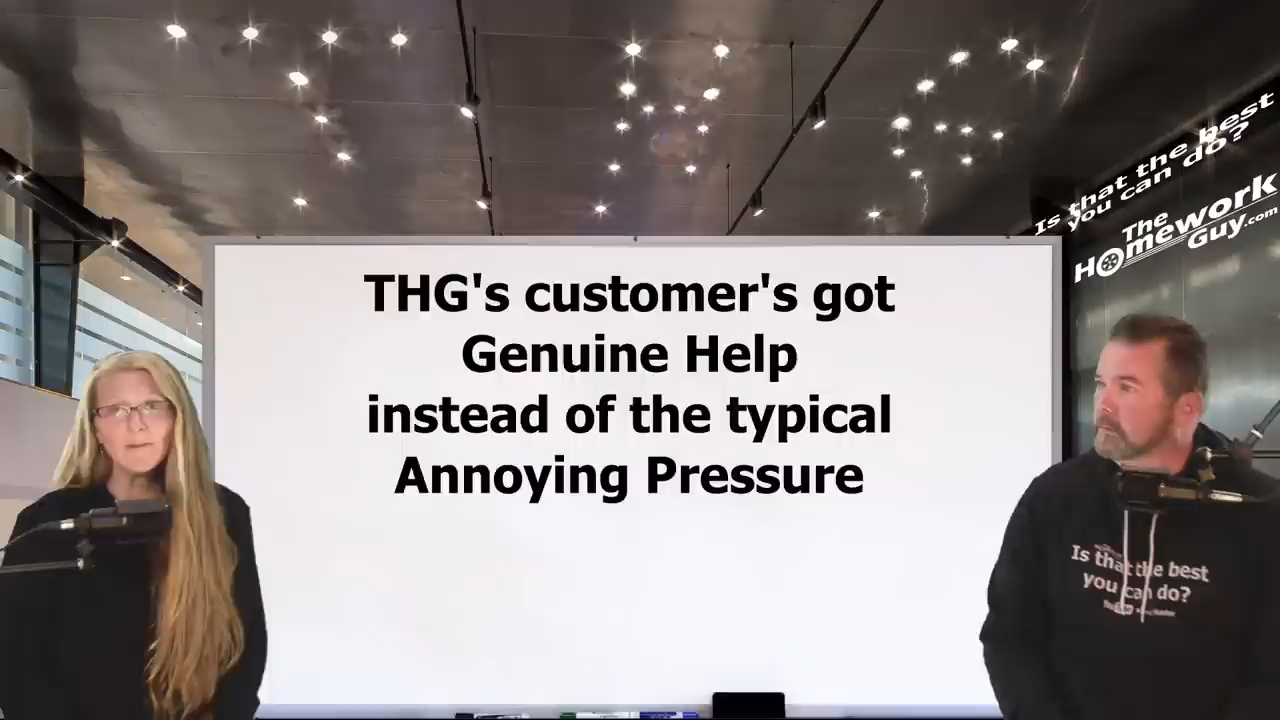 THG's customer's got
Genuine Help
instead of the typical
Annoying Pressure
Is that the best
you can do?
The
Homework
Guy.com
Is that the best
you can do?